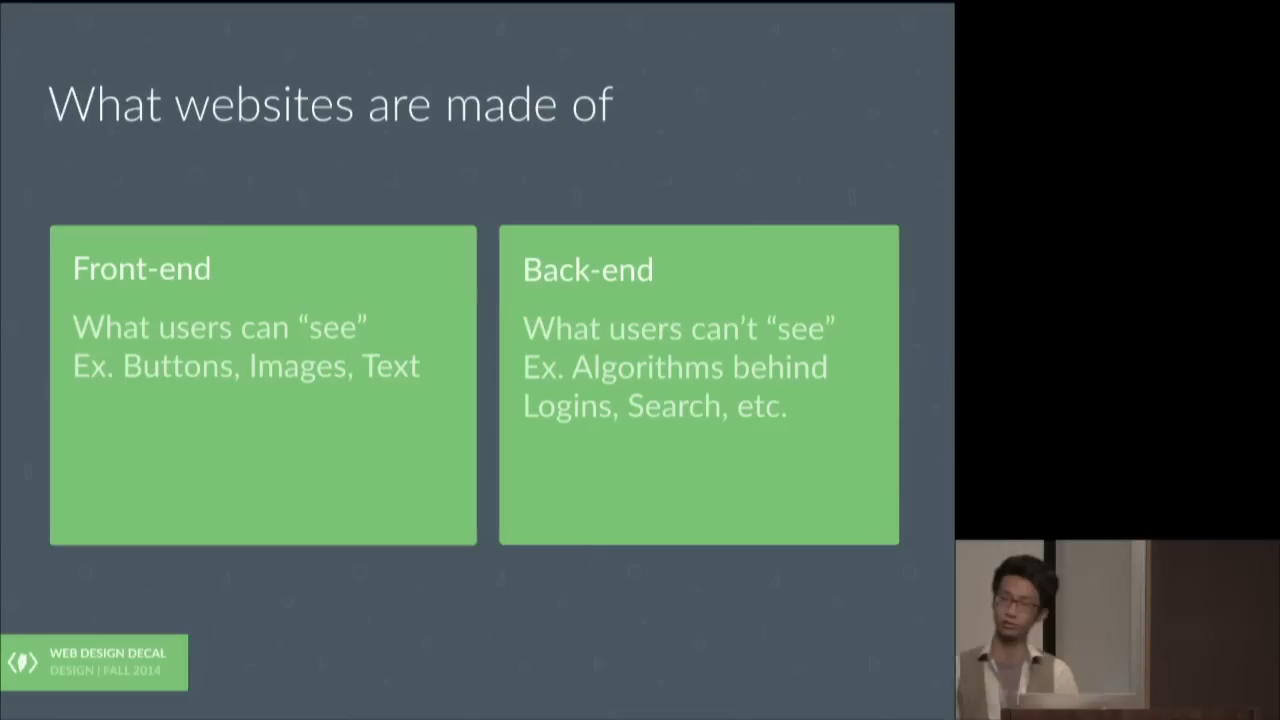 What websites are made of
Front-end
What users can “see”
Ex. Buttons, Images, Text
Back-end
What users can’t “see”
Ex. Algorithms behind
Logins, Search, etc.
WEB DESIGN DECAL
DESIGN | FALL 2014